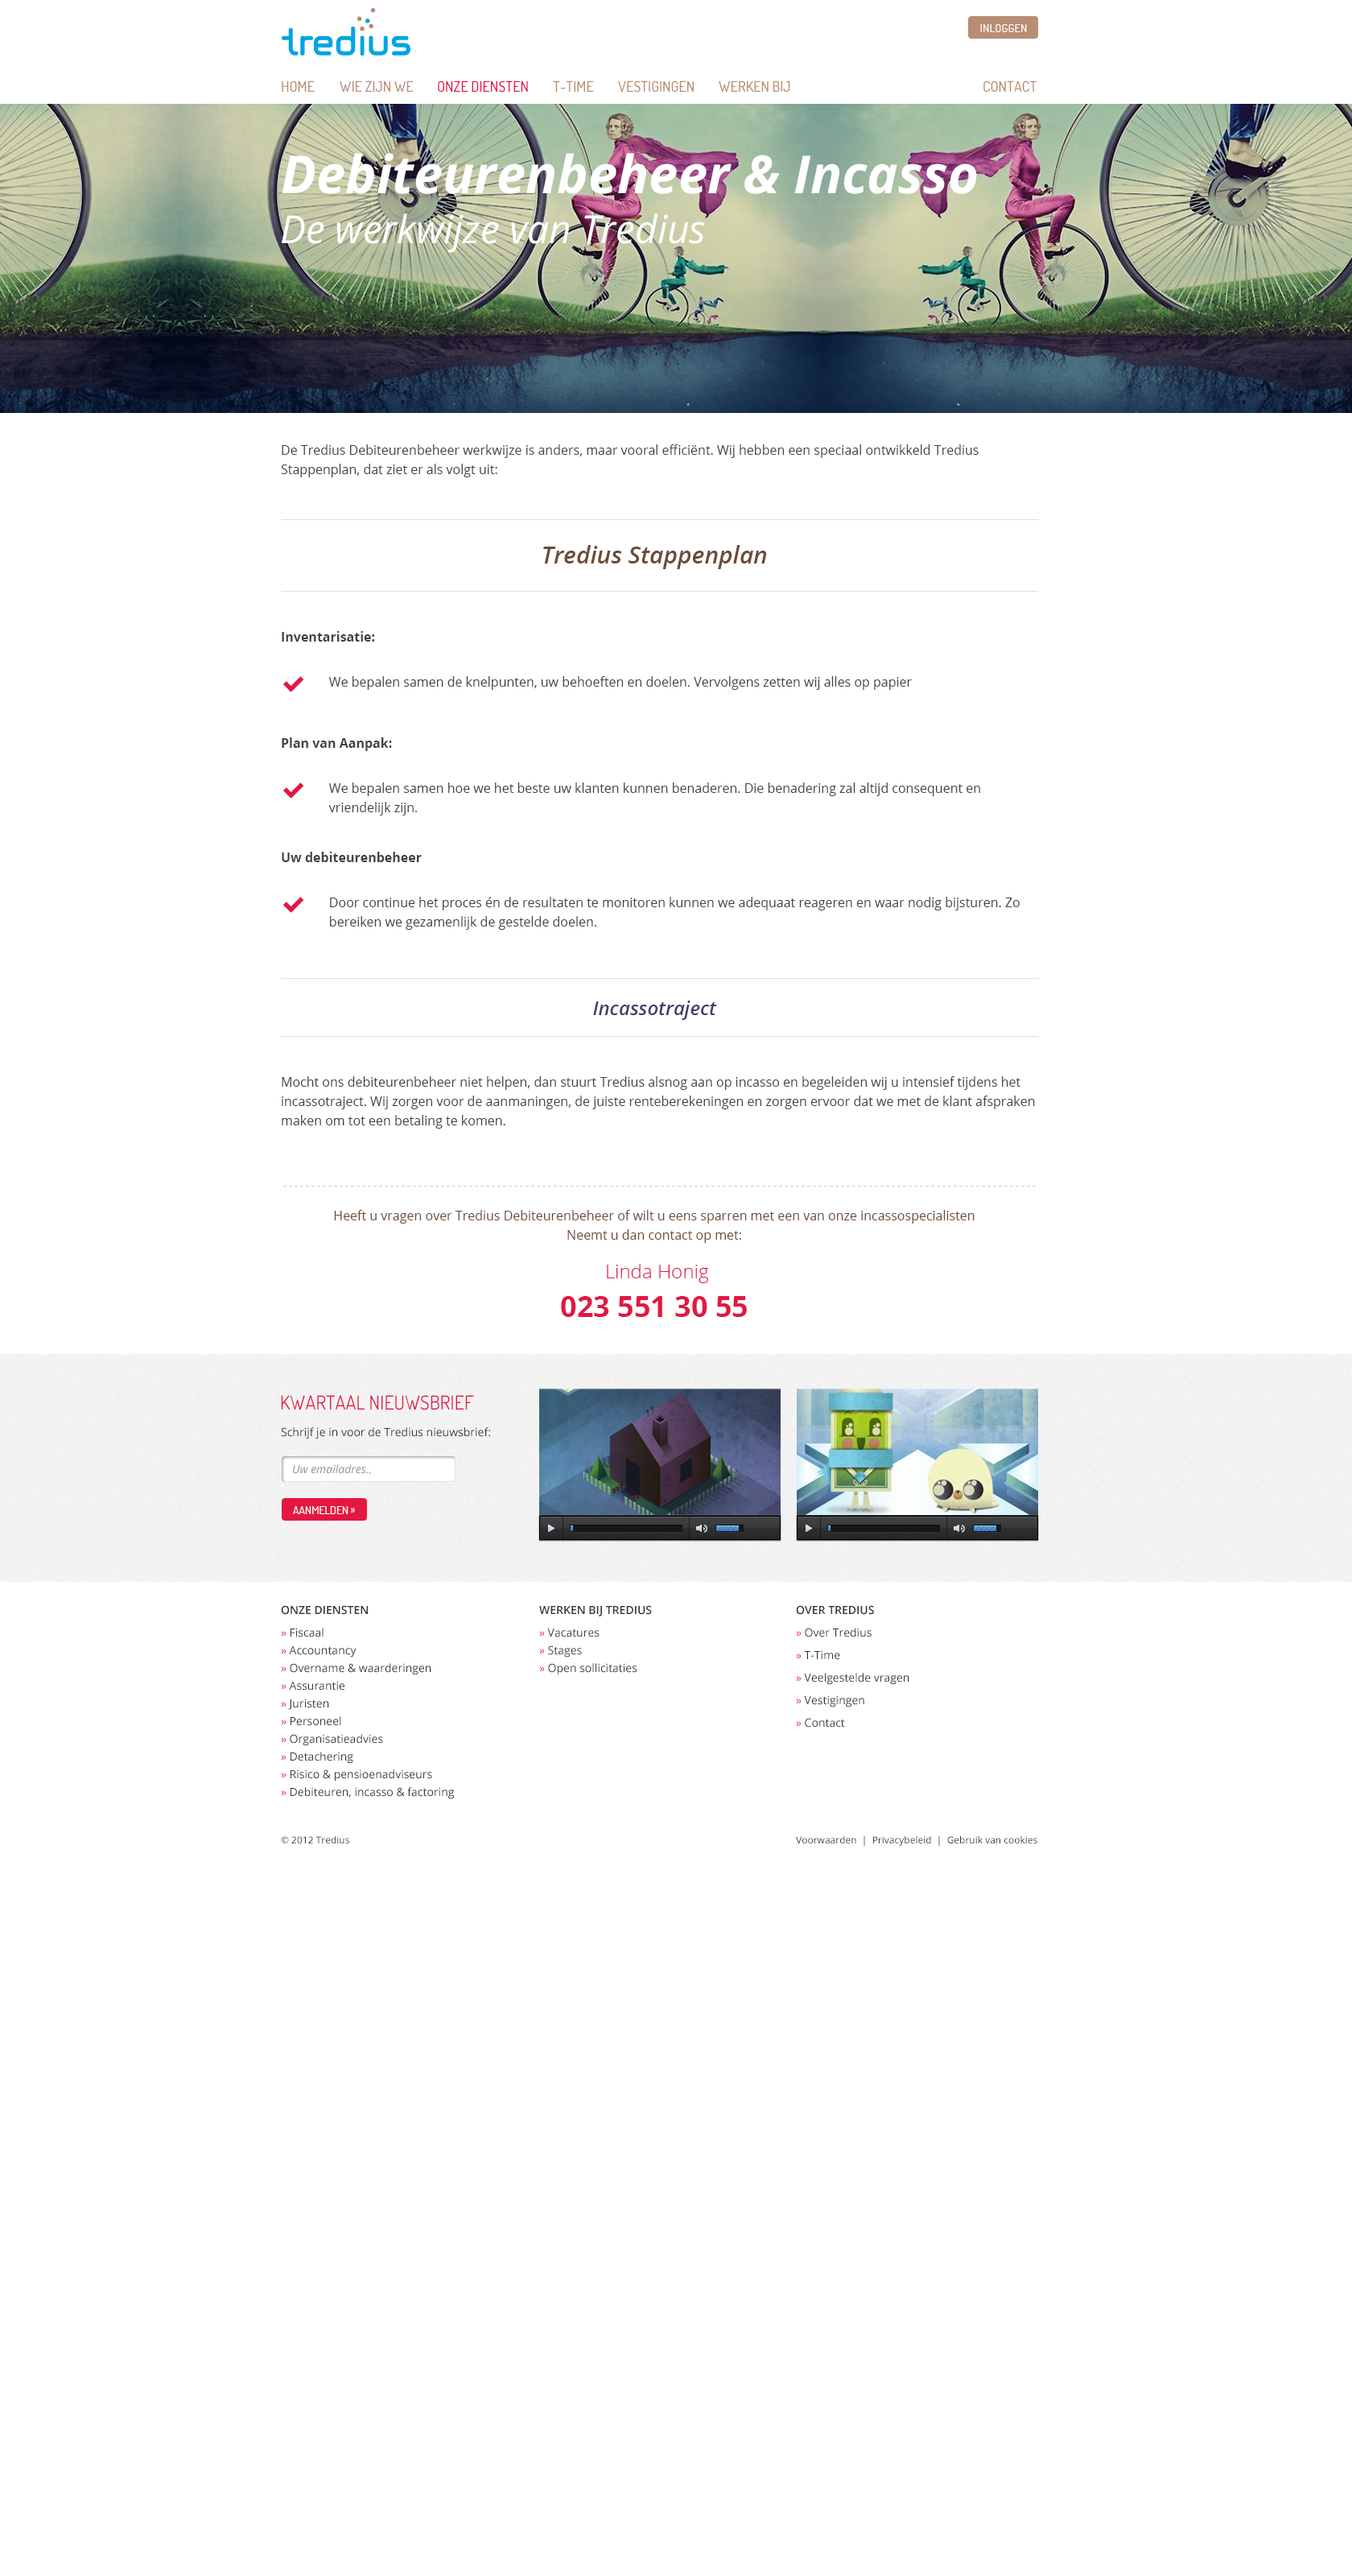 tredius
INLOGGEN
HOME WIE ZIJN WE ONZE DIENSTEN T-TIME VESTIGINGEN WERKEN BIJ CONTACT
Debiteurenbeheer & Incasso
De werkwijze van Tredius
De Tredius Debiteurenbeheer werkwijze is anders, maar vooral efficiënt. Wij hebben een speciaal ontwikkeld Tredius
Stappenplan, dat ziet er als volgt uit:
Tredius Stappenplan
Inventarisatie:
We bepalen samen de knelpunten, uw behoeften en doelen. Vervolgens zetten wij alles op papier
Plan van Aanpak:
We bepalen samen hoe we het beste uw klanten kunnen benaderen. Die benadering zal altijd consequent en
vriendelijk zijn.
Uw debiteurenbeheer
Door continue het proces én de resultaten te monitoren kunnen we adequaat reageren en waar nodig bijsturen. Zo
bereiken we gezamenlijk de gestelde doelen.
Incassotraject
Mocht ons debiteurenbeheer niet helpen, dan stuurt Tredius alsnog aan op incasso en begeleiden wij u intensief tijdens het
incassotraject. Wij zorgen voor de aanmaningen, de juiste renteberekeningen en zorgen ervoor dat we met de klant afspraken
maken om tot een betaling te komen.
Heeft u vragen over Tredius Debiteurenbeheer of wilt u eens sparren met een van onze incassospecialisten
Neemt u dan contact op met:
Linda Honig
023 551 30 55
KWARTAAL NIEUWSBRIEF
Schrijf je in voor de Tredius nieuwsbrief:
Uw emailadres..
AANMELDEN »
ONZE DIENSTEN
» Fiscaal
» Accountancy
» Overname & waarderingen
» Assurantie
» Juristen
» Personeel
» Organisatieadvies
» Detachering
» Risico & pensioenadviseurs
» Debiteuren, incasso & factoring
WERKEN BIJ TREDIUS
» Vacatures
» Stages
» Open sollicitaties
OVER TREDIUS
» Over Tredius
» T-Time
» Veelgestelde vragen
» Vestigingen
» Contact
© 2012 Tredius
Voorwaarden | Privacybeleid | Gebruik van cookies